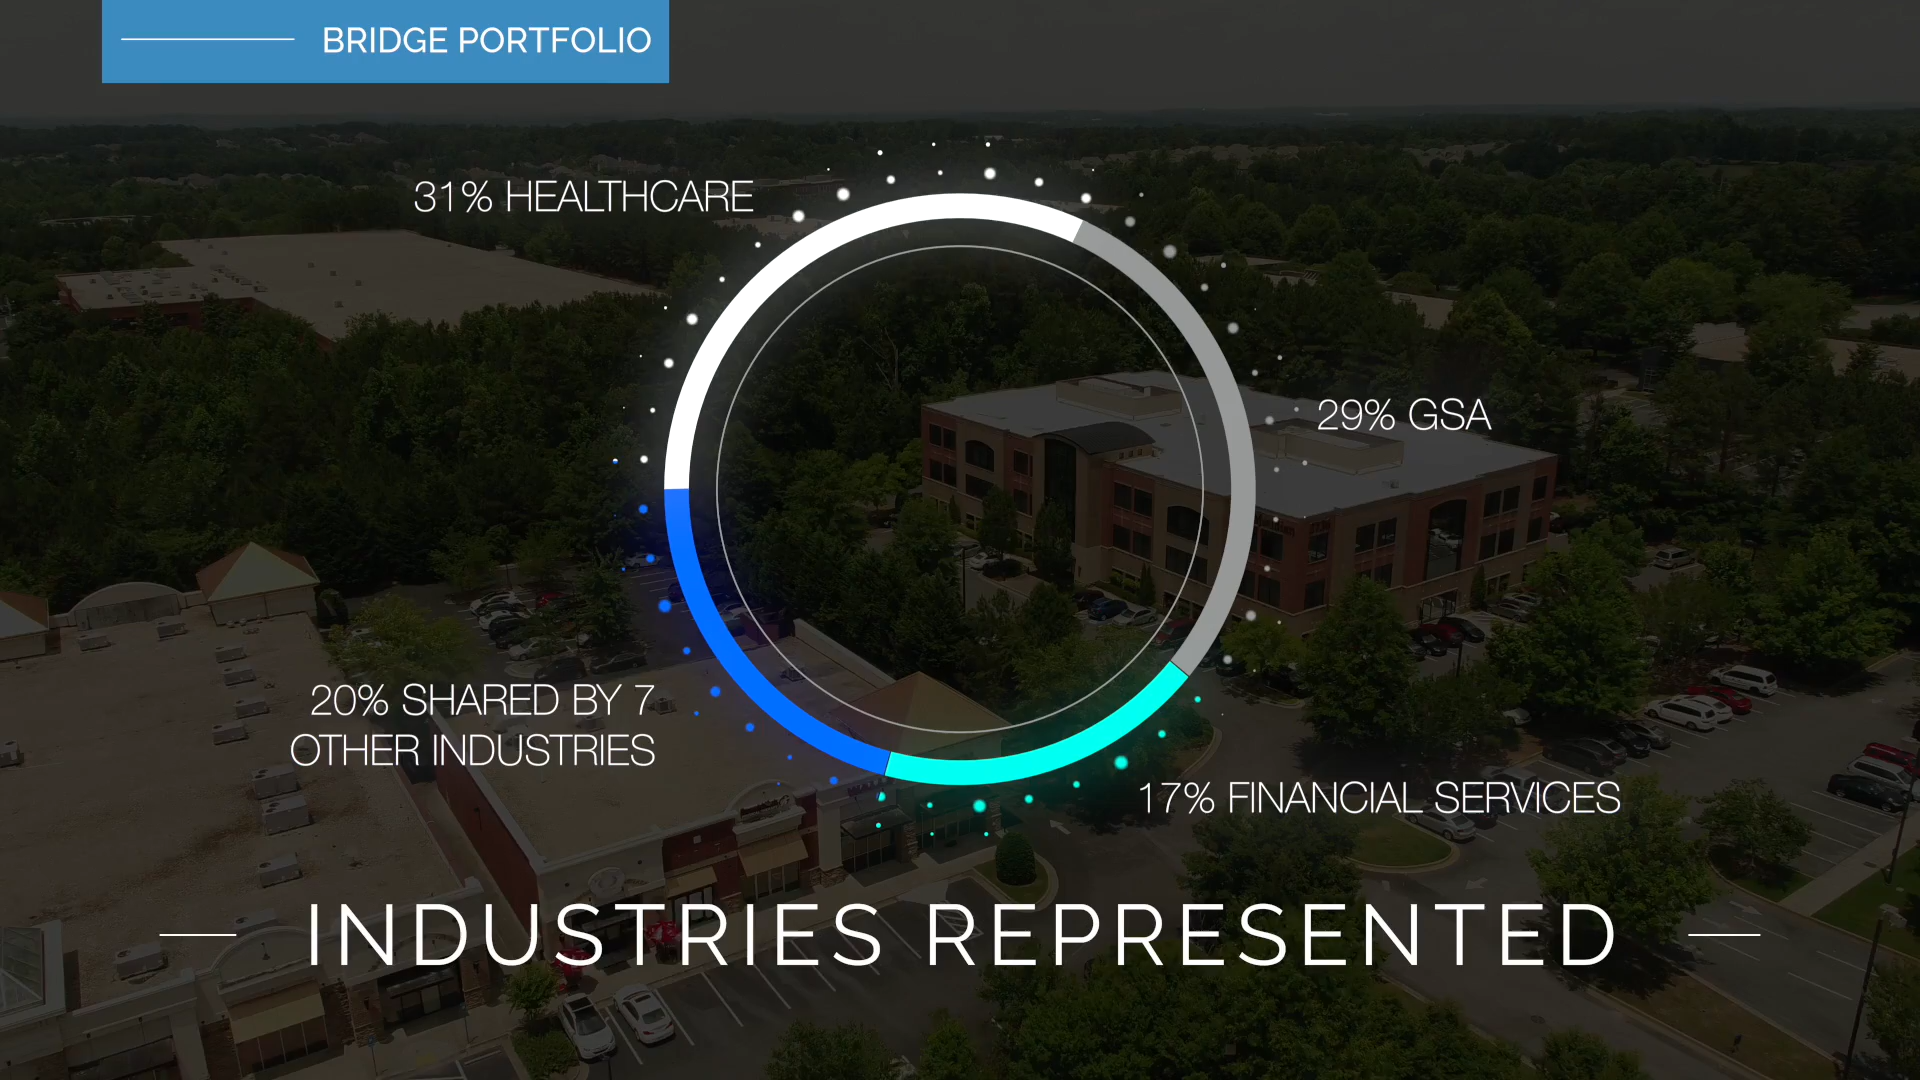 BRIDGE PORTFOLIO
31% HEALTHCARE
29% GSA
20% SHARED BY 7
OTHER INDUSTRIES
17% FINANCIAL SERVICES
INDUSTRIES REPRESENTED